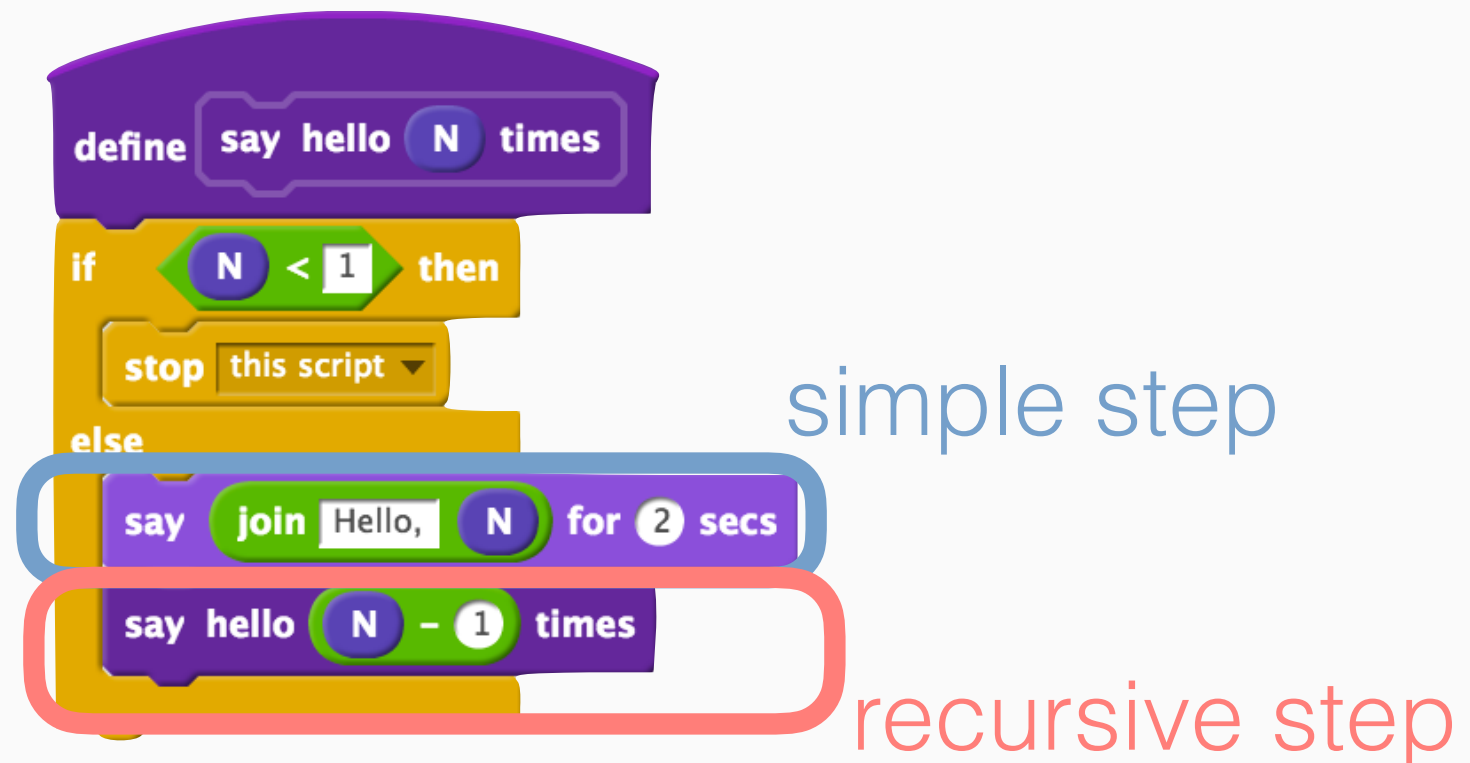 define say hello N times
if N < 1 then
stop this script
simple step
else
say join Hello, N for 2 secs
say hello N - 1 times
recursive step